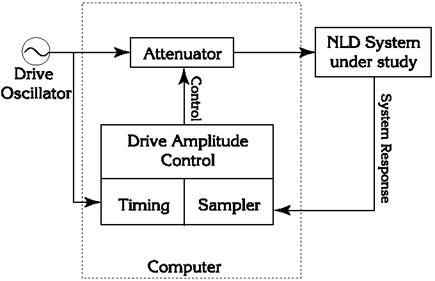 Drive
Oscillator
Attenuator
NLD System
under study
Control
System Response
Drive Amplitude
Control
Timing
Sampler
Computer